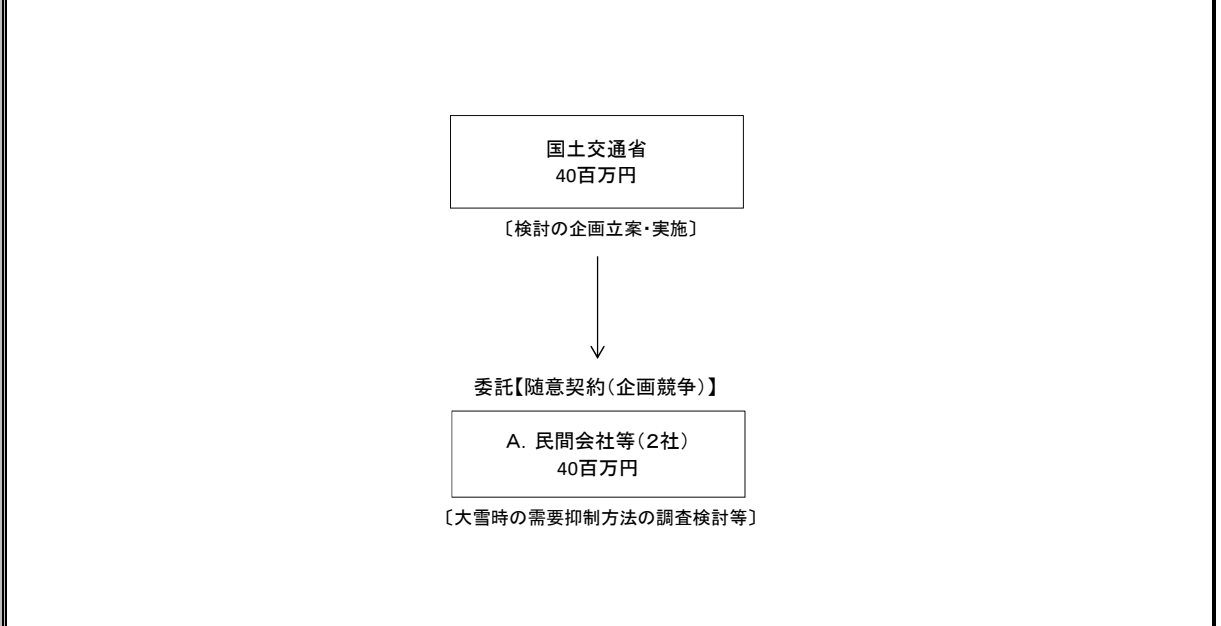 国土交通省
40百万円
〔検討の企画立案・実施〕
委託【随意契約（企画競争）】
A．民間会社等（２社）
40百万円
〔大雪時の需要抑制方法の調査検討等〕